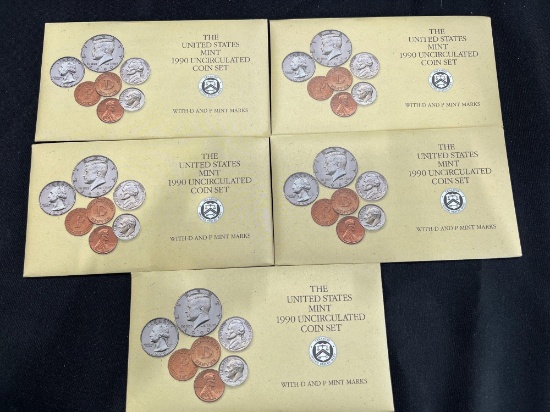 THE
UNITED STATES
MINT
1990 UNCIRCULATED
COIN SET
WITH D AND P MINT MARKS
THE
UNITED STATES
MINT
1990 UNCIRCULATED
COIN SET
WITH D AND P MINT MARKS
THE
UNITED STATES
MINT
1990 UNCIRCULATED
COIN SET
WITH D AND P MINT MARKS
THE
UNITED STATES
MINT
1990 UNCIRCULATED
COIN SET
WITH D AND P MINT MARKS
THE
UNITED STATES
MINT
1990 UNCIRCULATED
COIN SET
WITH D AND P MINT MARKS